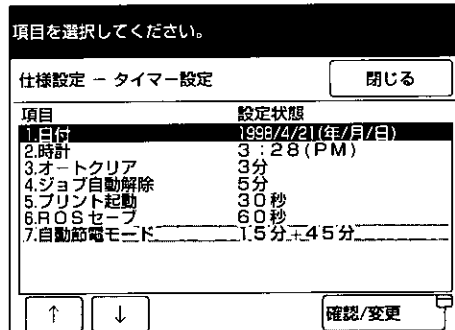 項目を選択してください。
仕様設定 － タイマー設定 閉じる
項目 設定状態
1.日付 1998/4/21(年/月/日)
2.時計 3：28(PM)
3.オートクリア 3分
4.ジョブ自動解除 5分
5.プリント起動 30秒
6.ROSセーブ 60秒
7.自動節電モード 15分+45分
↑ ↓ 確認/変更